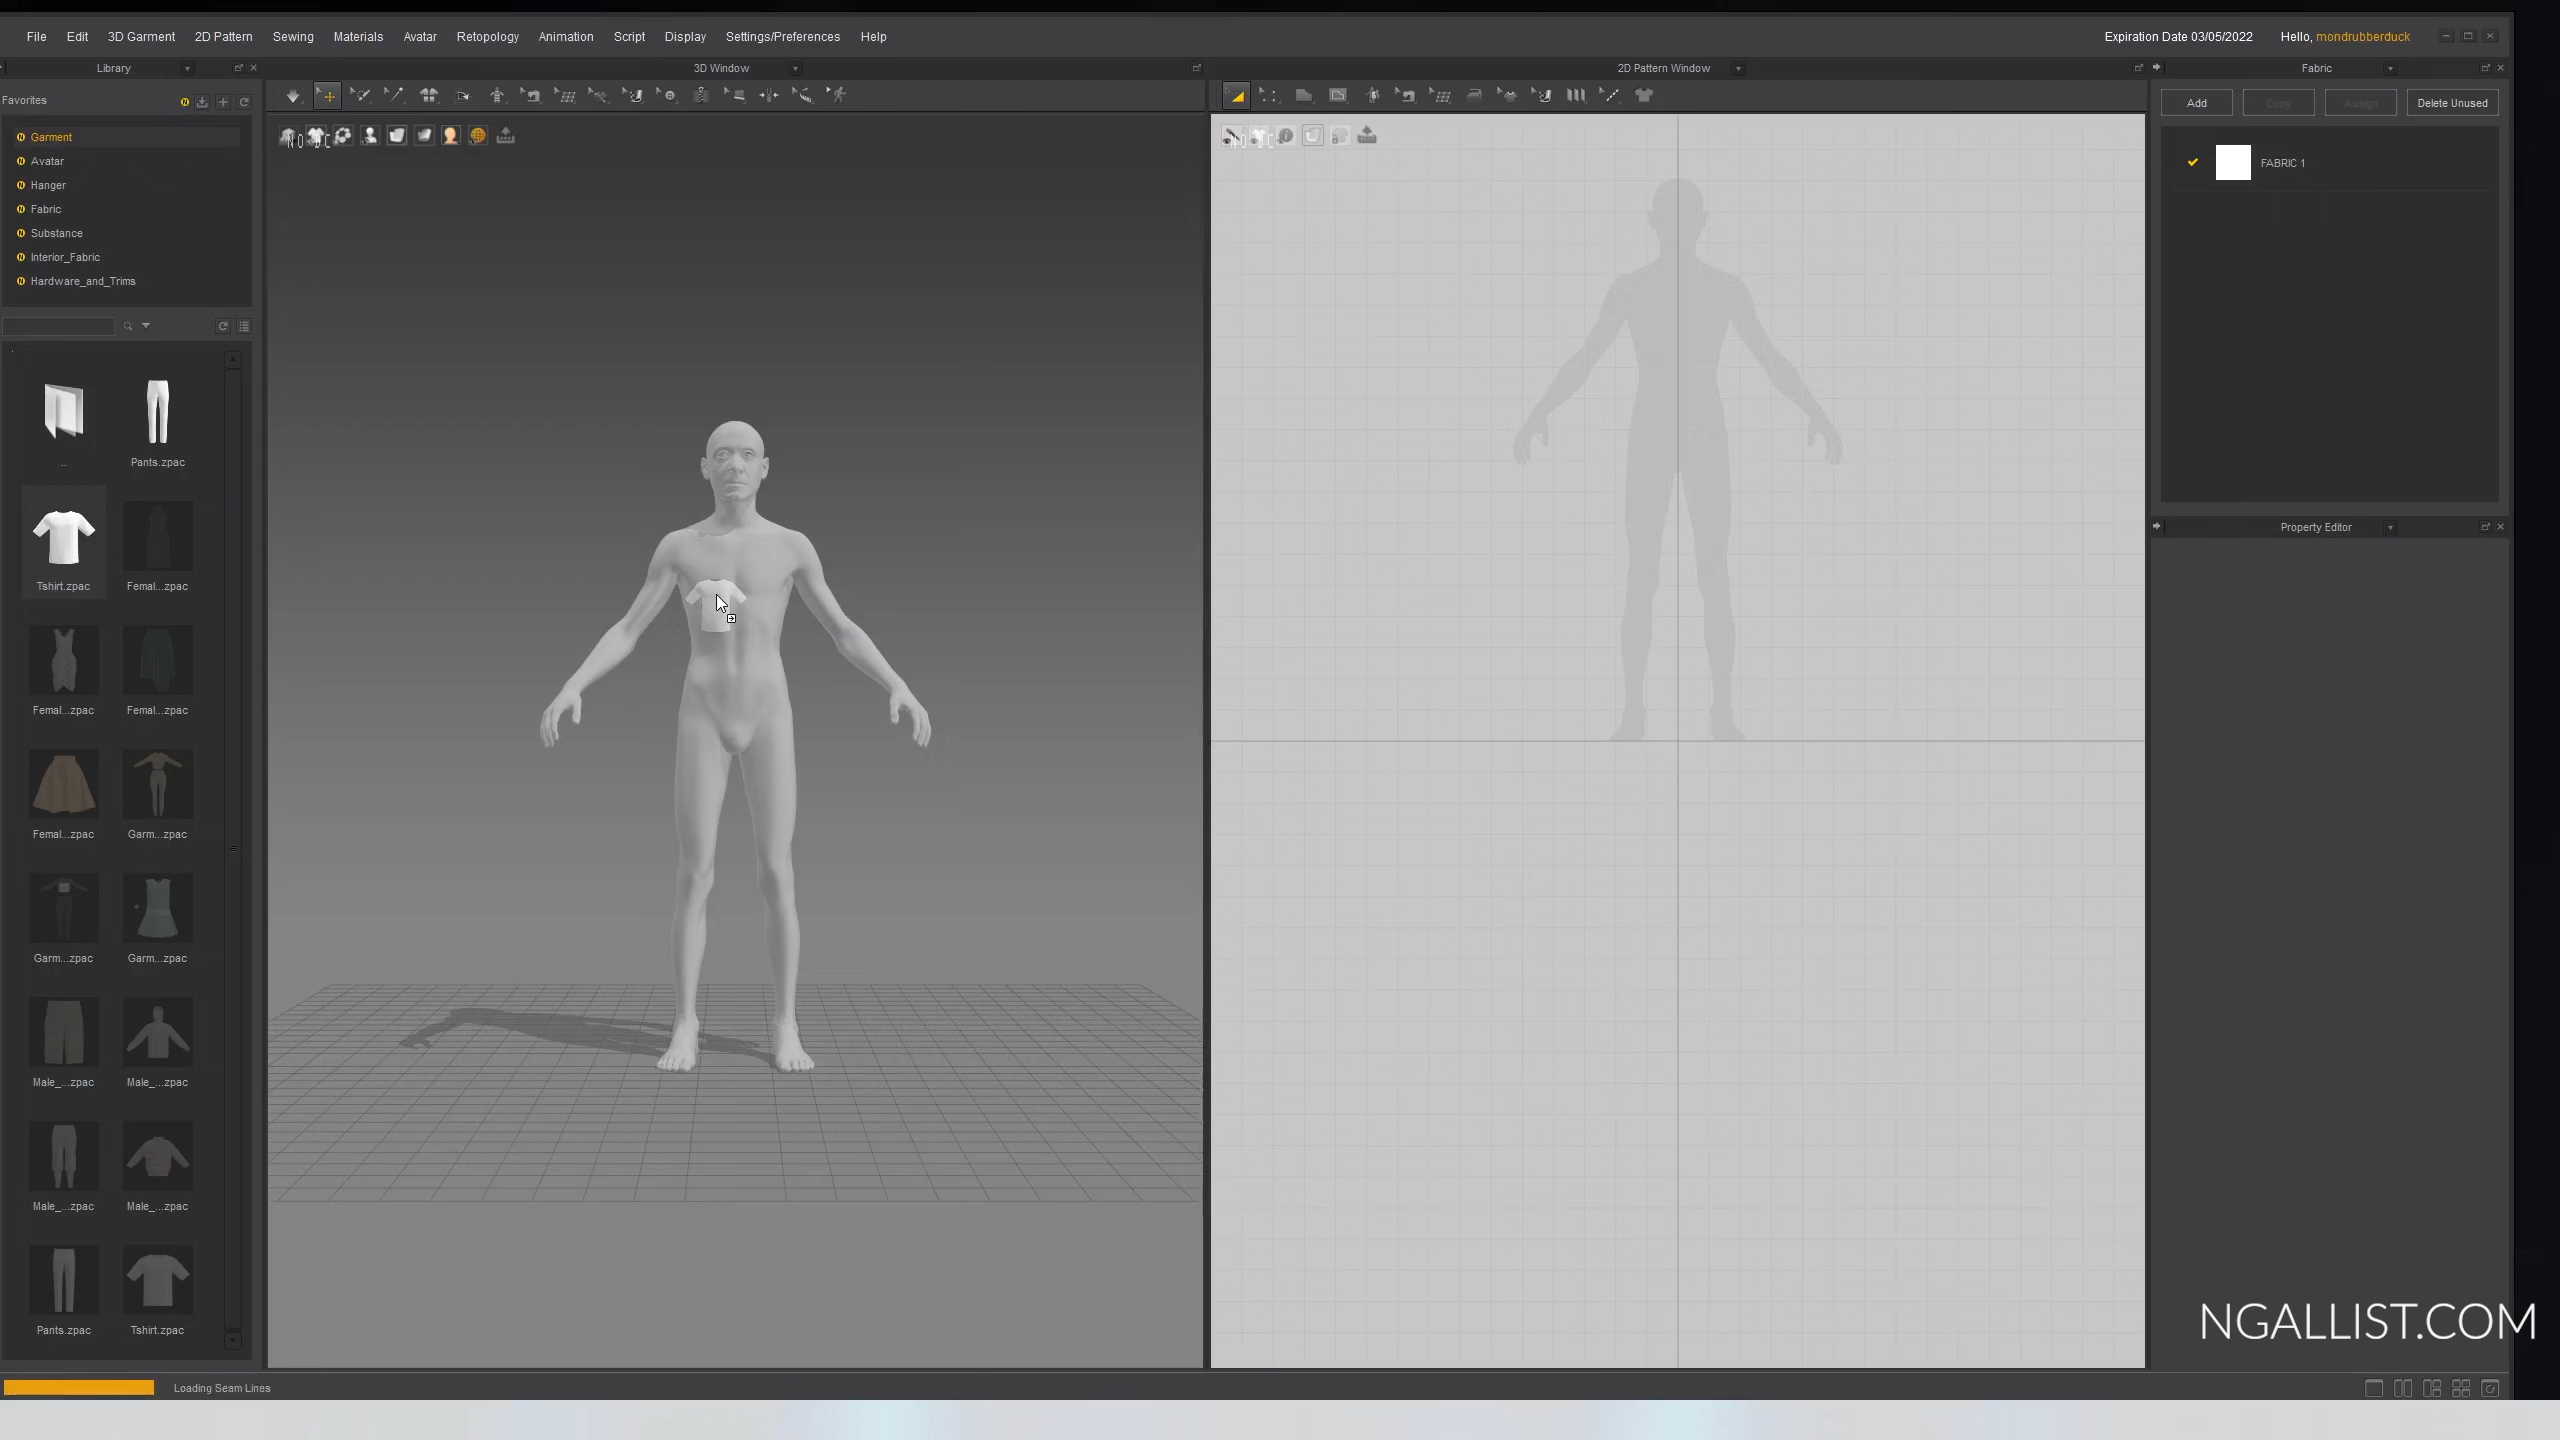 File Edit 3D Garment 2D Pattern Sewing Materials Avatar Retopology Animation Script Display Settings/Preferences Help Expiration Date 03/05/2022 Hello, mondrubberduck
Library 3D Window 2D Pattern Window Fabric
Favorites
Add Copy Assign Delete Unused
Garment
Avatar
Hanger
Fabric
Substance
Interior_Fabric
Hardware_and_Trims
FABRIC 1
Property Editor
.. Pants.zpac
Tshirt.zpac Femal...zpac
Femal...zpac Femal...zpac
Femal...zpac Garm...zpac
Garm...zpac Garm...zpac
Male_...zpac Male_...zpac
Male_...zpac Male_...zpac
Pants.zpac Tshirt.zpac
NGALLIST.COM
Loading Seam Lines